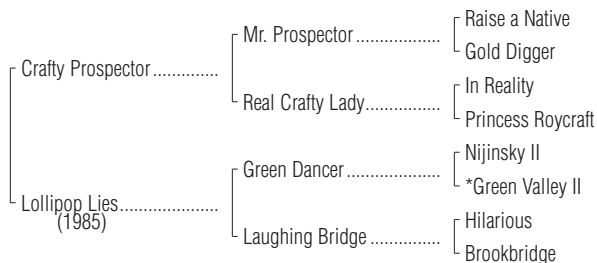 Raise a Native
Mr. Prospector ..................
Gold Digger
Crafty Prospector ..............
In Reality
Real Crafty Lady................
Princess Roycraft
Nijinsky II
Green Dancer ....................
*Green Valley II
Lollipop Lies.....................
(1985)
Hilarious
Laughing Bridge ...............
Brookbridge